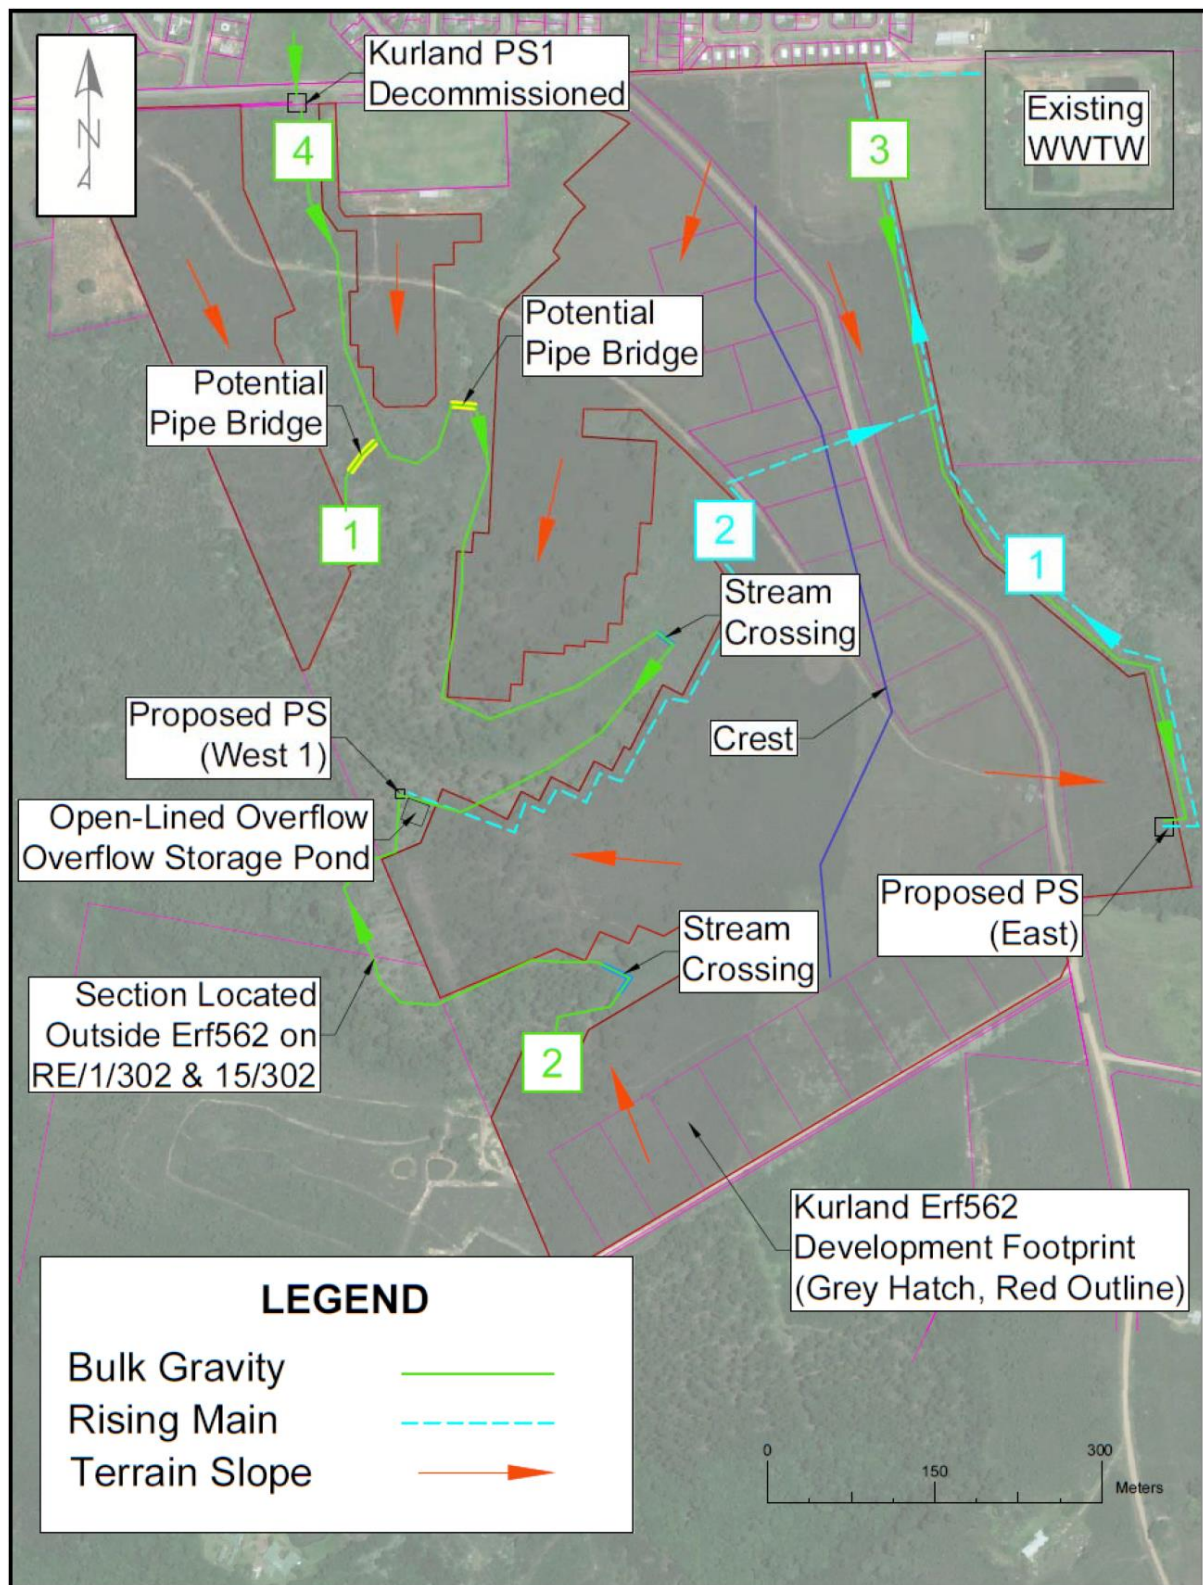 N
Kurland PS1
Decommissioned
Existing
WWTW
4
3
Potential
Pipe Bridge
Potential
Pipe Bridge
1
2
1
Stream
Crossing
Proposed PS
(West 1)
Crest
Open-Lined Overflow
Overflow Storage Pond
Proposed PS
(East)
Stream
Crossing
Section Located
Outside Erf562 on
RE/1/302 & 15/302
2
Kurland Erf562
Development Footprint
(Grey Hatch, Red Outline)
LEGEND
Bulk Gravity
Rising Main
Terrain Slope
0
150
300
Meters